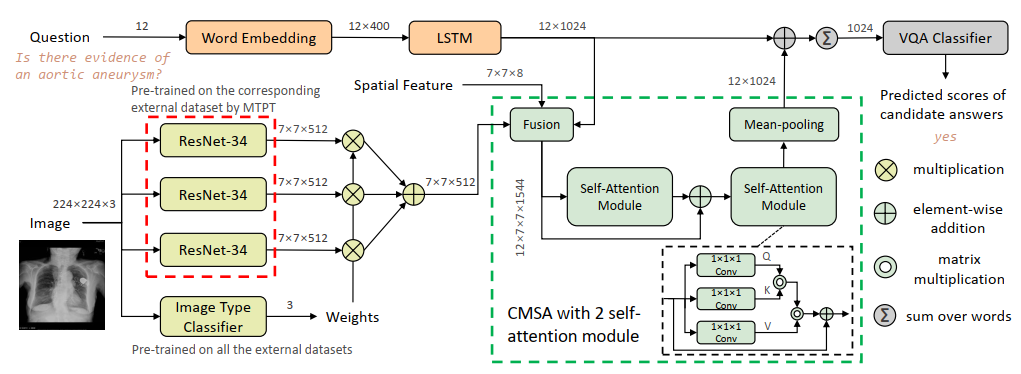 Question
12
Word Embedding
12×400
LSTM
12×1024
1024
VQA Classifier
Is there evidence of
an aortic aneurysm?
Spatial Feature
7×7×8
12×1024
Predicted scores of
candidate answers
yes
Pre-trained on the corresponding
external dataset by MTPT
ResNet-34
7×7×512
ResNet-34
7×7×512
ResNet-34
7×7×512
7×7×512
224×224×3
Image
Image Type
Classifier
3
Weights
Pre-trained on all the external datasets
Fusion
Mean-pooling
12×7×7×1544
Self-Attention
Module
Self-Attention
Module
1×1×1
Conv
Q
1×1×1
Conv
K
1×1×1
Conv
V
CMSA with 2 self-
attention module
multiplication
element-wise
addition
matrix
multiplication
Σ
Σ
sum over words